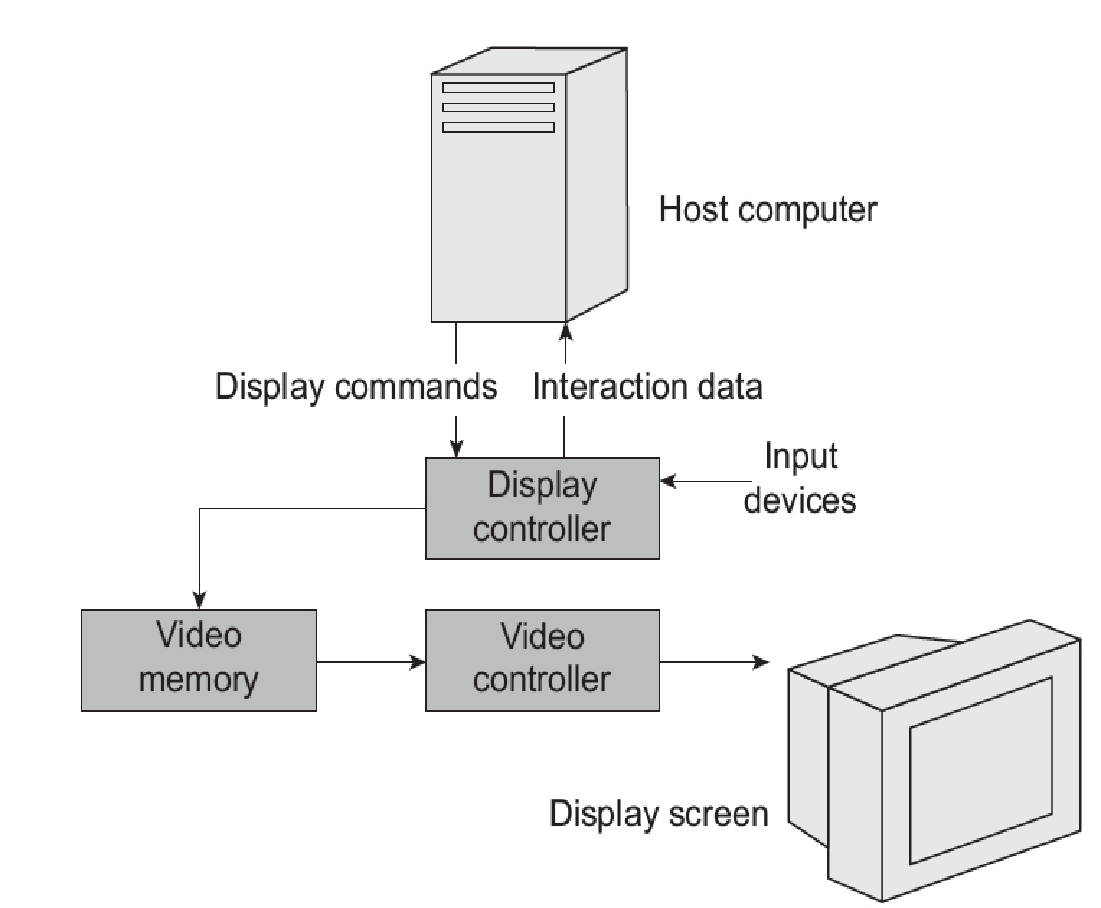 Host computer
Display commands
Interaction data
Input
devices
Display
controller
Video
memory
Video
controller
Display screen